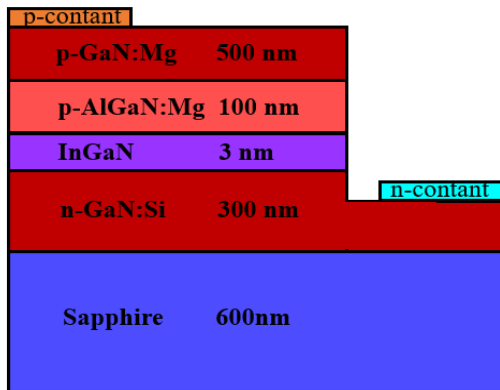 p-contant
p-GaN:Mg 500 nm
p-AlGaN:Mg 100 nm
InGaN 3 nm
n-contant
n-GaN:Si 300 nm
Sapphire 600nm